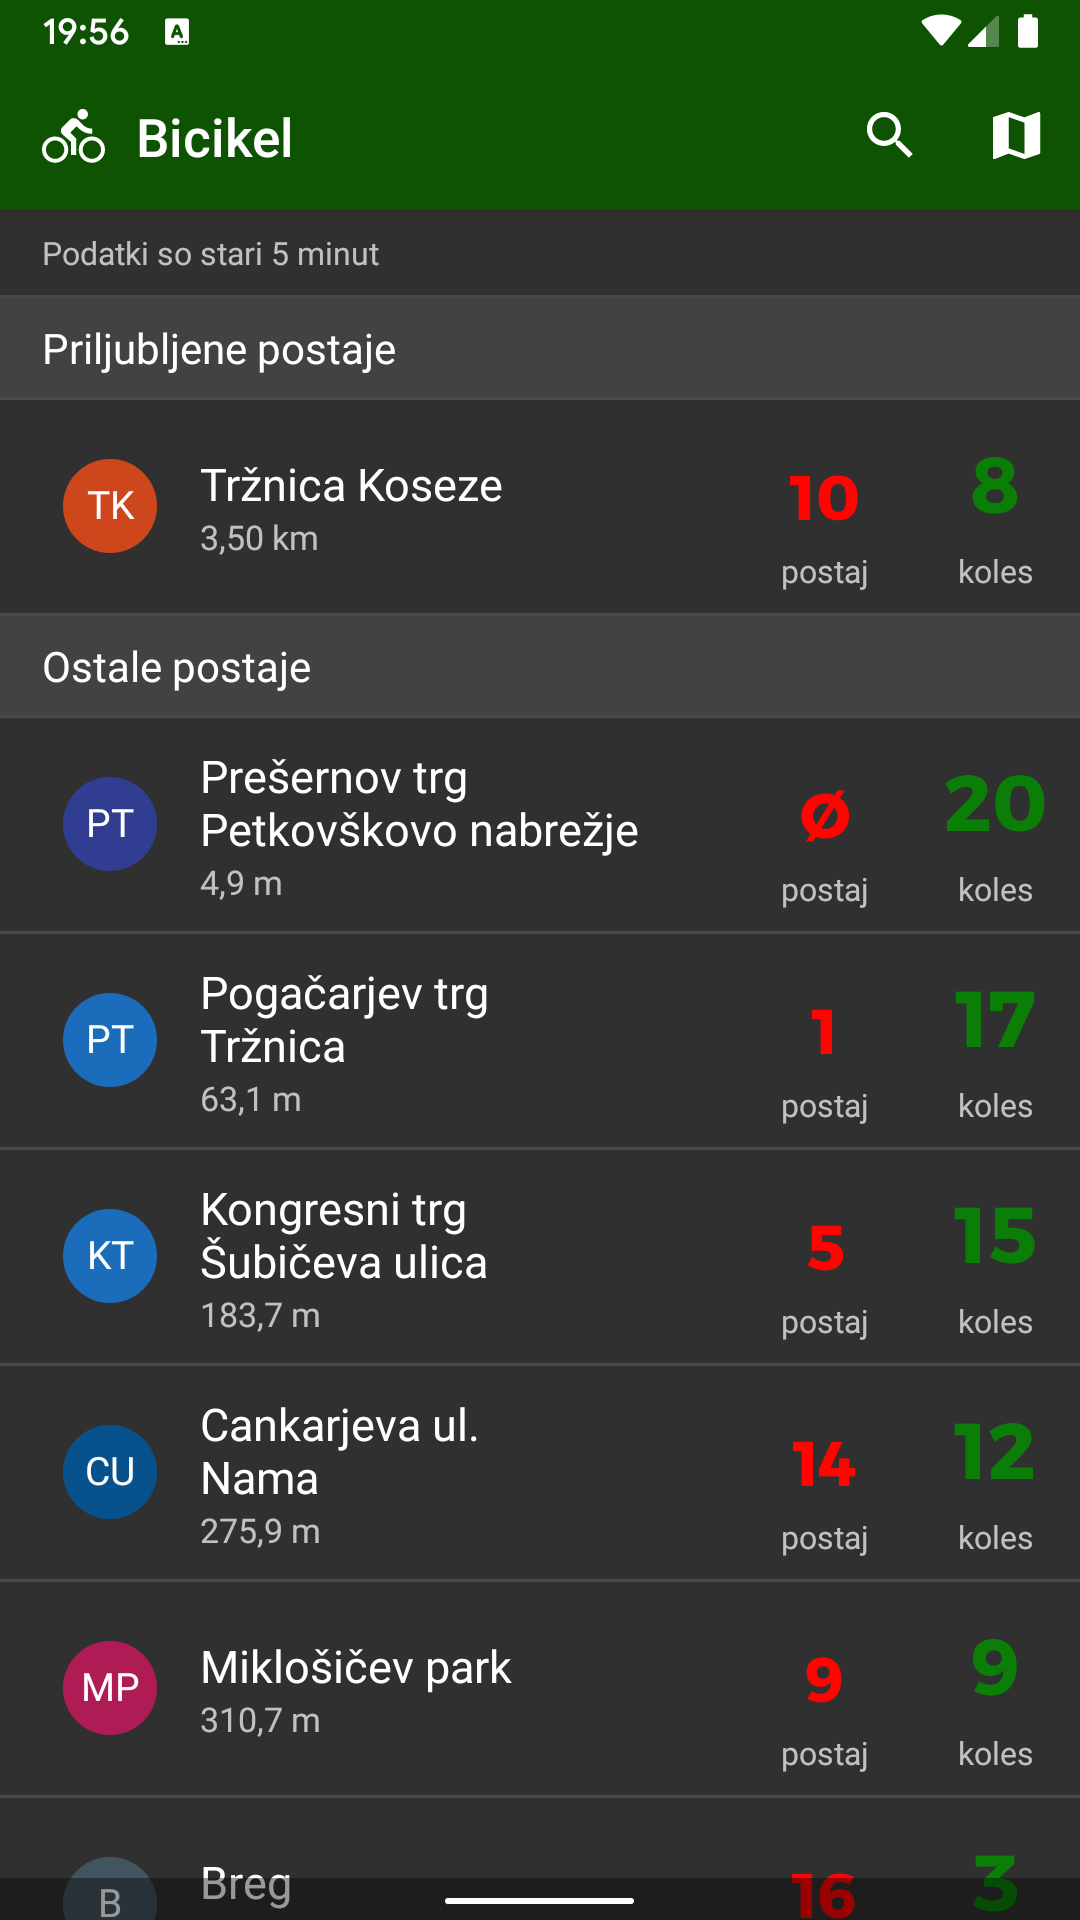 19:56
Bicikel
Podatki so stari 5 minut
Priljubljene postaje
TK
Tržnica Koseze
3,50 km
10
postaj
8
koles
Ostale postaje
PT
Prešernov trg
Petkovškovo nabrežje
4,9 m
Ø
postaj
20
koles
PT
Pogačarjev trg
Tržnica
63,1 m
1
postaj
17
koles
KT
Kongresni trg
Šubičeva ulica
183,7 m
5
postaj
15
koles
CU
Cankarjeva ul.
Nama
275,9 m
14
postaj
12
koles
MP
Miklošičev park
310,7 m
9
postaj
9
koles
B
Breg
16
3